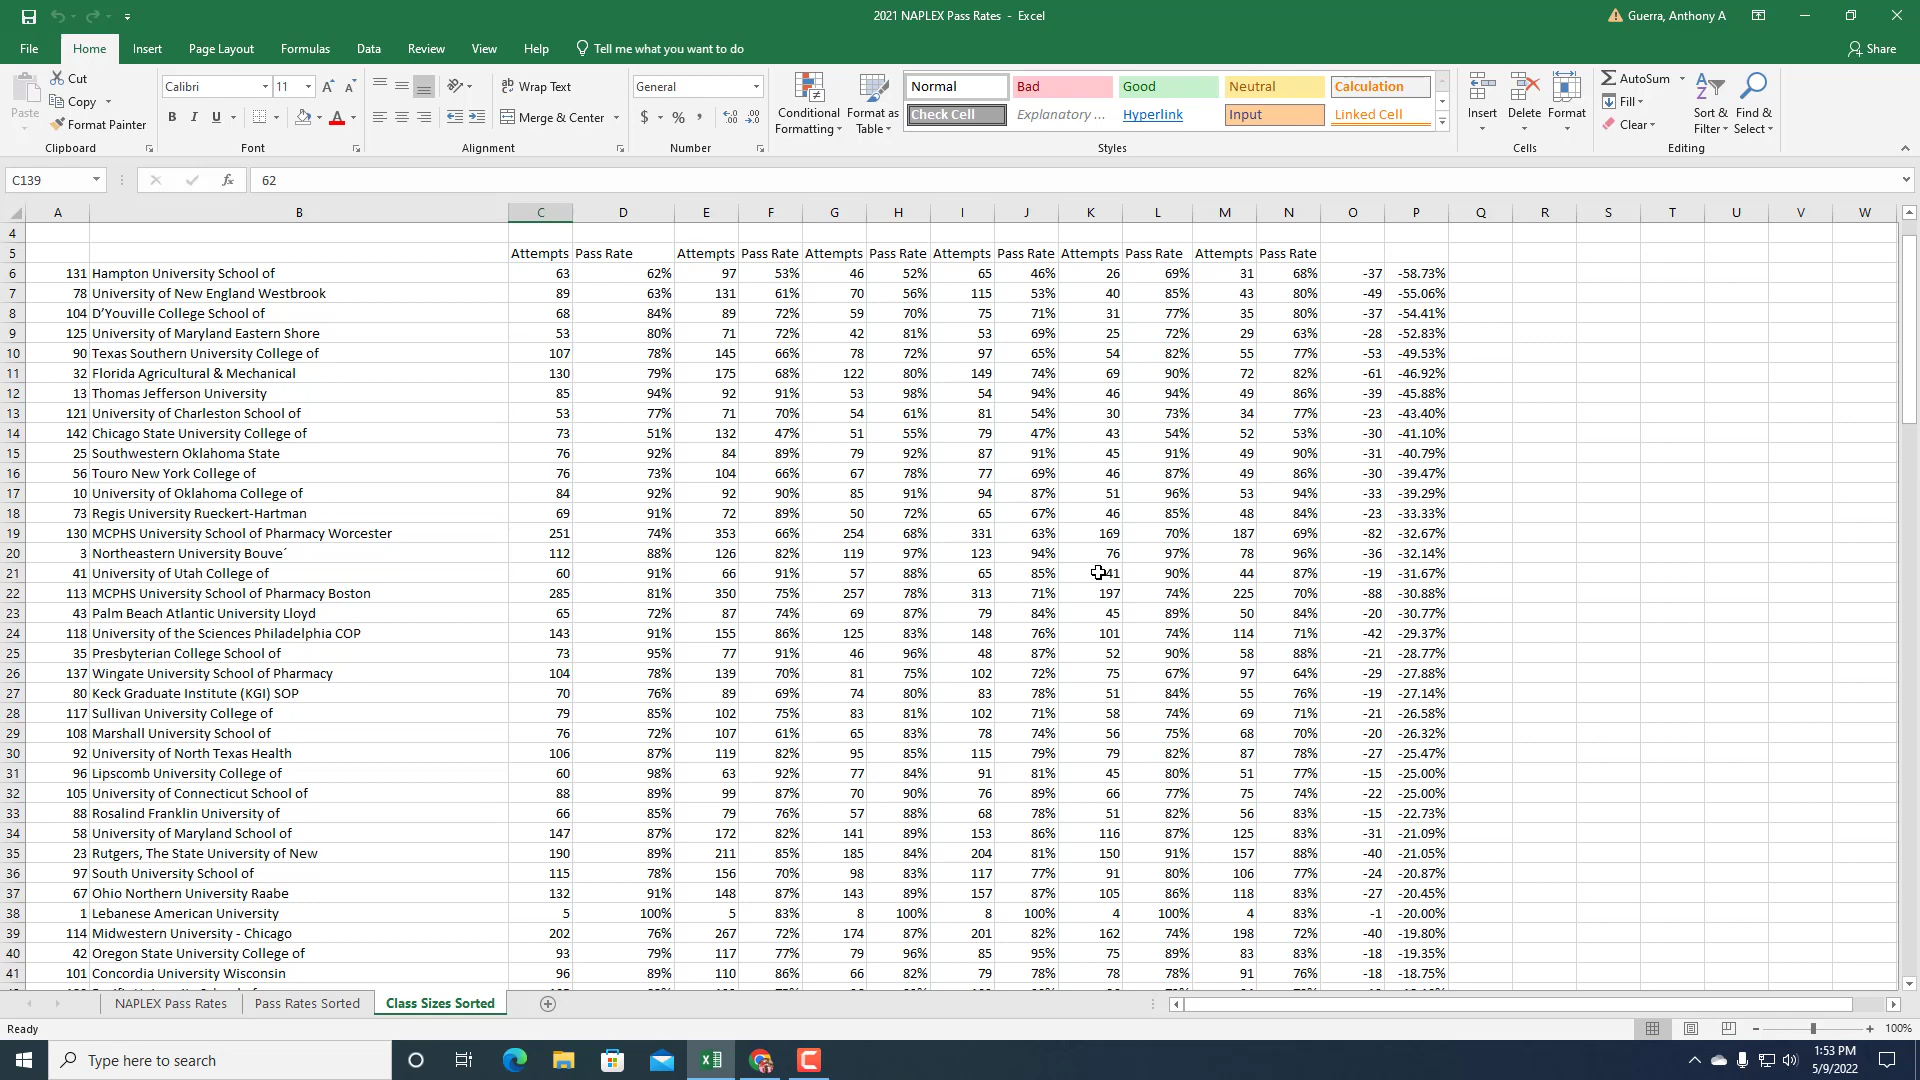 2021 NAPLEX Pass Rates - Excel
Guerra, Anthony A
File Home Insert Page Layout Formulas Data Review View Help Tell me what you want to do Share
Paste
Cut
Copy
Format Painter
Clipboard
Calibri 11
B I U
Font
Wrap Text
Merge & Center
Alignment
General
$ % ,
Number
Conditional Formatting
Format as Table
Normal Bad Good Neutral Calculation
Check Cell Explanatory ... Hyperlink Input Linked Cell
Styles
Insert Delete Format
Cells
AutoSum
Fill
Clear
Sort & Filter
Find & Select
Editing
C139 fx 62
A B C D E F G H I J K L M N O P Q R S T U V W
4
5 Attempts Pass Rate Attempts Pass Rate Attempts Pass Rate Attempts Pass Rate Attempts Pass Rate Attempts Pass Rate
6 131 Hampton University School of 63 62% 97 53% 46 52% 65 46% 26 69% 31 68% -37 -58.73%
7 78 University of New England Westbrook 89 63% 131 61% 70 56% 115 53% 40 85% 43 80% -49 -55.06%
8 104 D’Youville College School of 68 84% 89 72% 59 70% 75 71% 31 77% 35 80% -37 -54.41%
9 125 University of Maryland Eastern Shore 53 80% 71 72% 42 81% 53 69% 25 72% 29 63% -28 -52.83%
10 90 Texas Southern University College of 107 78% 145 66% 78 72% 97 65% 54 82% 55 77% -53 -49.53%
11 32 Florida Agricultural & Mechanical 130 79% 175 68% 122 80% 149 74% 69 90% 72 82% -61 -46.92%
12 13 Thomas Jefferson University 85 94% 92 91% 53 98% 54 94% 46 94% 49 86% -39 -45.88%
13 121 University of Charleston School of 53 77% 71 70% 54 61% 81 54% 30 73% 34 77% -23 -43.40%
14 142 Chicago State University College of 73 51% 132 47% 51 55% 79 47% 43 54% 52 53% -30 -41.10%
15 25 Southwestern Oklahoma State 76 92% 84 89% 79 92% 87 91% 45 91% 49 90% -31 -40.79%
16 56 Touro New York College of 76 73% 104 66% 67 78% 77 69% 46 87% 49 86% -30 -39.47%
17 10 University of Oklahoma College of 84 92% 92 90% 85 91% 94 87% 51 96% 53 94% -33 -39.29%
18 73 Regis University Rueckert-Hartman 69 91% 72 89% 50 72% 65 67% 46 85% 48 84% -23 -33.33%
19 130 MCPHS University School of Pharmacy Worcester 251 74% 353 66% 254 68% 331 63% 169 70% 187 69% -82 -32.67%
20 3 Northeastern University Bouve´ 112 88% 126 82% 119 97% 123 94% 76 97% 78 96% -36 -32.14%
21 41 University of Utah College of 60 91% 66 91% 57 88% 65 85% 41 90% 44 87% -19 -31.67%
22 113 MCPHS University School of Pharmacy Boston 285 81% 350 75% 257 78% 313 71% 197 74% 225 70% -88 -30.88%
23 43 Palm Beach Atlantic University Lloyd 65 72% 87 74% 69 87% 79 84% 45 89% 50 84% -20 -30.77%
24 118 University of the Sciences Philadelphia COP 143 91% 155 86% 125 83% 148 76% 101 74% 114 71% -42 -29.37%
25 35 Presbyterian College School of 73 95% 77 91% 46 96% 48 87% 52 90% 58 88% -21 -28.77%
26 137 Wingate University School of Pharmacy 104 78% 139 70% 81 75% 102 72% 75 67% 97 64% -29 -27.88%
27 80 Keck Graduate Institute (KGI) SOP 70 76% 89 69% 74 80% 83 78% 51 84% 55 76% -19 -27.14%
28 117 Sullivan University College of 79 85% 102 75% 83 81% 102 71% 58 74% 69 71% -21 -26.58%
29 108 Marshall University School of 76 72% 107 61% 65 83% 78 74% 56 75% 68 70% -20 -26.32%
30 92 University of North Texas Health 106 87% 119 82% 95 85% 115 79% 79 82% 87 78% -27 -25.47%
31 96 Lipscomb University College of 60 98% 63 92% 77 84% 91 81% 45 80% 51 77% -15 -25.00%
32 105 University of Connecticut School of 88 89% 99 87% 70 90% 76 89% 66 77% 75 74% -22 -25.00%
33 88 Rosalind Franklin University of 66 85% 79 76% 57 88% 68 78% 51 82% 56 83% -15 -22.73%
34 58 University of Maryland School of 147 87% 172 82% 141 89% 153 86% 116 87% 125 83% -31 -21.09%
35 23 Rutgers, The State University of New 190 89% 211 85% 185 84% 204 81% 150 91% 157 88% -40 -21.05%
36 97 South University School of 115 78% 156 70% 98 83% 117 77% 91 80% 106 77% -24 -20.87%
37 67 Ohio Northern University Raabe 132 91% 148 87% 143 89% 157 87% 105 86% 118 83% -27 -20.45%
38 1 Lebanese American University 5 100% 5 83% 8 100% 8 100% 4 100% 4 83% -1 -20.00%
39 114 Midwestern University - Chicago 202 76% 267 72% 174 87% 201 82% 162 74% 198 72% -40 -19.80%
40 42 Oregon State University College of 93 79% 117 77% 79 96% 85 95% 75 89% 83 83% -18 -19.35%
41 101 Concordia University Wisconsin 96 89% 110 86% 66 82% 79 78% 78 78% 91 76% -18 -18.75%
NAPLEX Pass Rates Pass Rates Sorted Class Sizes Sorted
Ready 100%
Type here to search
1:53 PM
5/9/2022